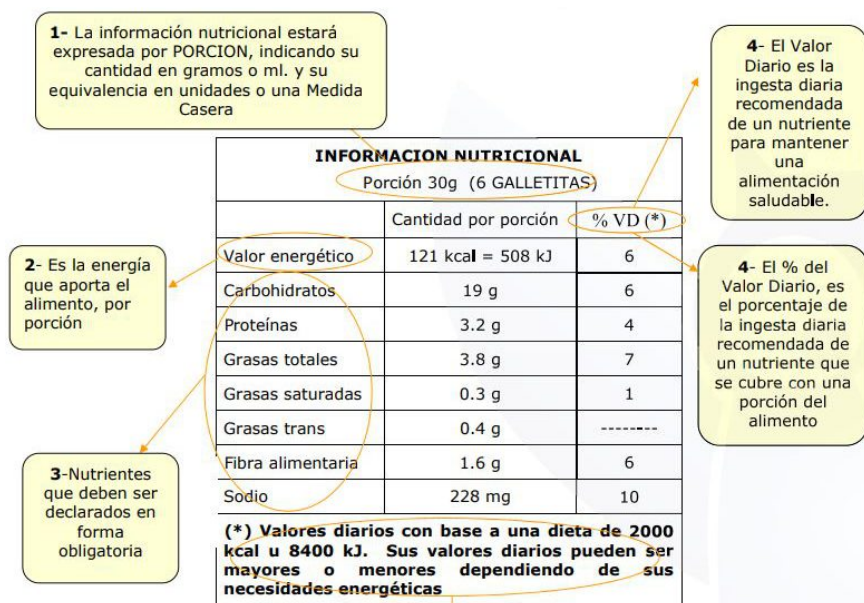 1- La información nutricional estará
expresada por PORCION, indicando su
cantidad en gramos o ml. y su
equivalencia en unidades o una Medida
Casera
4- El Valor
Diario es la
ingesta diaria
recomendada
de un nutriente
para mantener
una
alimentación
saludable.
INFORMACION NUTRICIONAL
Porción 30g (6 GALLETITAS)
Cantidad por porción % VD (*)
Valor energético 121 kcal = 508 kJ 6
Carbohidratos 19 g 6
Proteínas 3.2 g 4
Grasas totales 3.8 g 7
Grasas saturadas 0.3 g 1
Grasas trans 0.4 g --------
Fibra alimentaria 1.6 g 6
Sodio 228 mg 10
(*) Valores diarios con base a una dieta de 2000
kcal u 8400 kJ. Sus valores diarios pueden ser
mayores o menores dependiendo de sus
necesidades energéticas
2- Es la energía
que aporta el
alimento, por
porción
4- El % del
Valor Diario, es
el porcentaje de
la ingesta diaria
recomendada de
un nutriente que
se cubre con una
porción del
alimento
3-Nutrientes
que deben ser
declarados en
forma
obligatoria